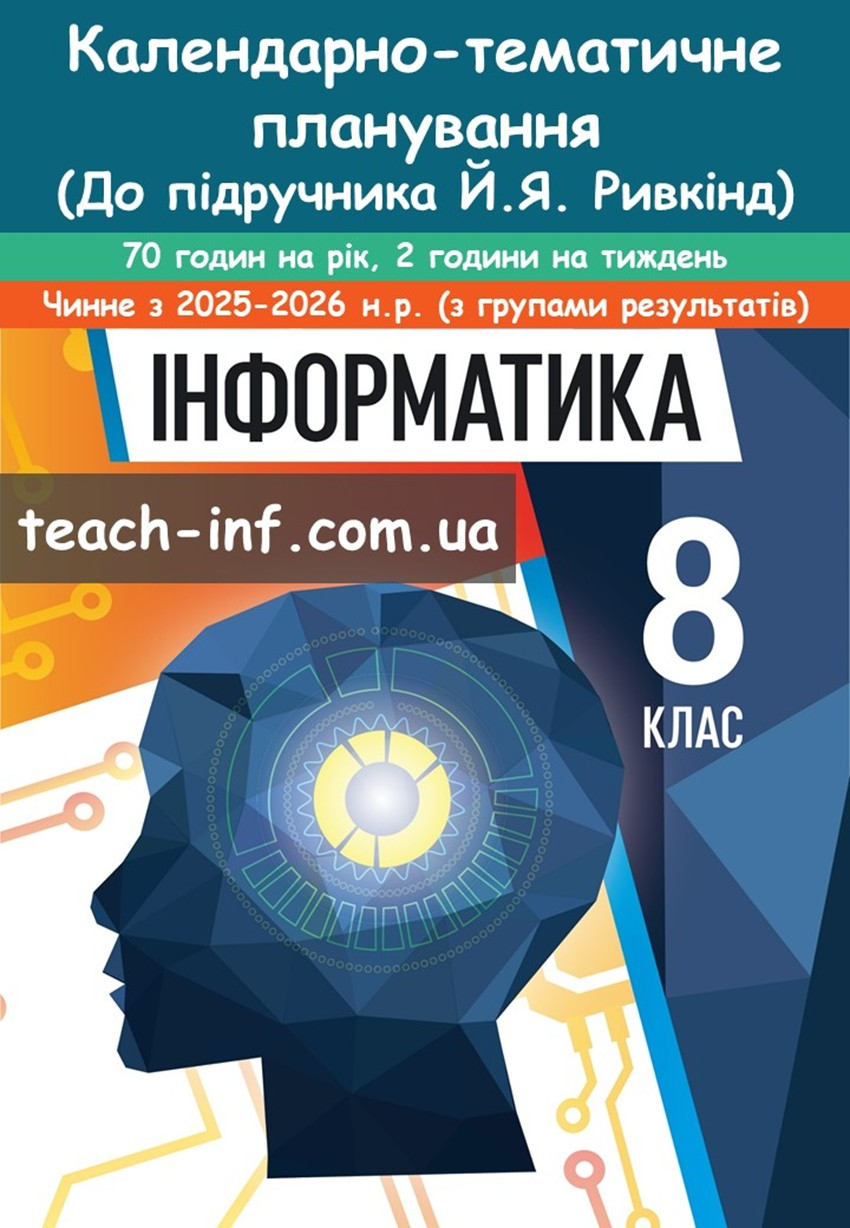 Календарно-тематичне
планування
(До підручника Й.Я. Ривкінд)
70 годин на рік, 2 години на тиждень
Чинне з 2025-2026 н.р. (з групами результатів)
ІНФОРМАТИКА
teach-inf.com.ua
8
КЛАС